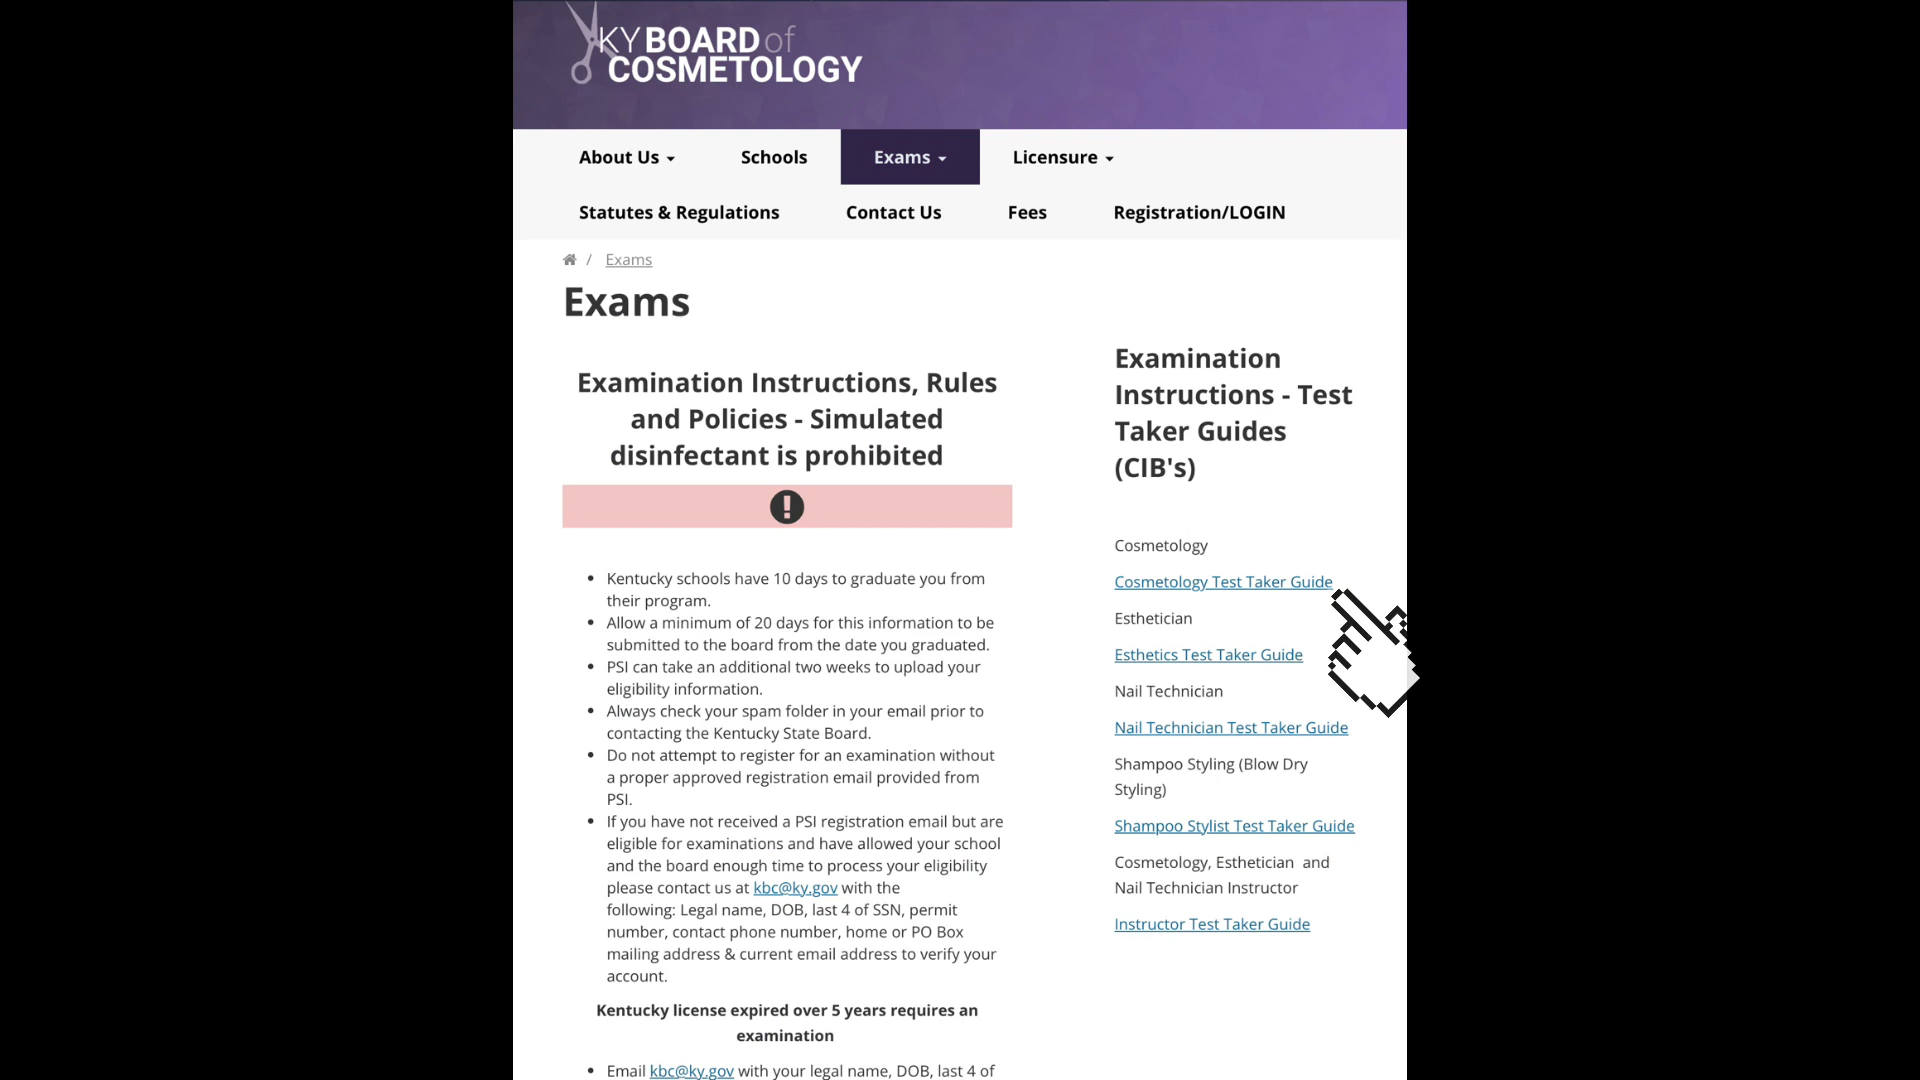 KY BOARD of
COSMETOLOGY
About Us
Schools
Exams
Licensure
Statutes & Regulations
Contact Us
Fees
Registration/LOGIN
/ Exams
Exams
Examination Instructions, Rules
and Policies - Simulated
disinfectant is prohibited
• Kentucky schools have 10 days to graduate you from
their program.
• Allow a minimum of 20 days for this information to be
submitted to the board from the date you graduated.
• PSI can take an additional two weeks to upload your
eligibility information.
• Always check your spam folder in your email prior to
contacting the Kentucky State Board.
• Do not attempt to register for an examination without
a proper approved registration email provided from
PSI.
• If you have not received a PSI registration email but are
eligible for examinations and have allowed your school
and the board enough time to process your eligibility
please contact us at kbc@ky.gov with the
following: Legal name, DOB, last 4 of SSN, permit
number, contact phone number, home or PO Box
mailing address & current email address to verify your
account.
Kentucky license expired over 5 years requires an
examination
• Email kbc@ky.gov with your legal name, DOB, last 4 of
Examination
Instructions - Test
Taker Guides
(CIB's)
Cosmetology
Cosmetology Test Taker Guide
Esthetician
Esthetics Test Taker Guide
Nail Technician
Nail Technician Test Taker Guide
Shampoo Styling (Blow Dry
Styling)
Shampoo Stylist Test Taker Guide
Cosmetology, Esthetician and
Nail Technician Instructor
Instructor Test Taker Guide